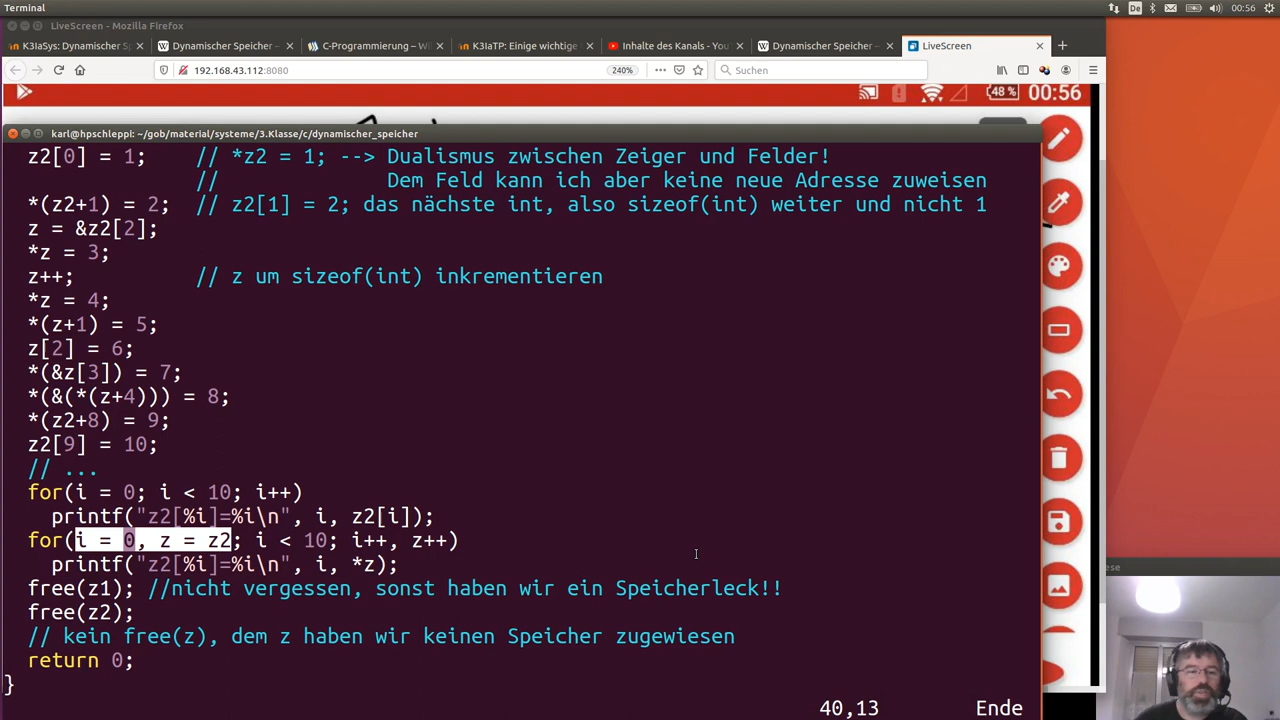 Terminal
De
00:56
LiveScreen - Mozilla Firefox
K3IaSys: Dynamischer S
Dynamischer Speicher –
C-Programmierung – Wi
K3IaTP: Einige wichtige
Inhalte des Kanals - You
Dynamischer Speicher –
LiveScreen
192.168.43.112:8080
240%
Suchen
48 %
00:56
karl@hpschleppi: ~/gob/material/systeme/3.Klasse/c/dynamischer_speicher
z2[0] = 1; // *z2 = 1; --> Dualismus zwischen Zeiger und Felder!
// Dem Feld kann ich aber keine neue Adresse zuweisen
*(z2+1) = 2; // z2[1] = 2; das nächste int, also sizeof(int) weiter und nicht 1
z = &z2[2];
*z = 3;
z++; // z um sizeof(int) inkrementieren
*z = 4;
*(z+1) = 5;
z[2] = 6;
*(&z[3]) = 7;
*(&(*(z+4))) = 8;
*(z2+8) = 9;
z2[9] = 10;
// ...
for(i = 0; i < 10; i++)
printf("z2[%i]=%i\n", i, z2[i]);
for(i = 0, z = z2; i < 10; i++, z++)
printf("z2[%i]=%i\n", i, *z);
free(z1); //nicht vergessen, sonst haben wir ein Speicherleck!!
free(z2);
// kein free(z), dem z haben wir keinen Speicher zugewiesen
return 0;
}
40,13 Ende
ese